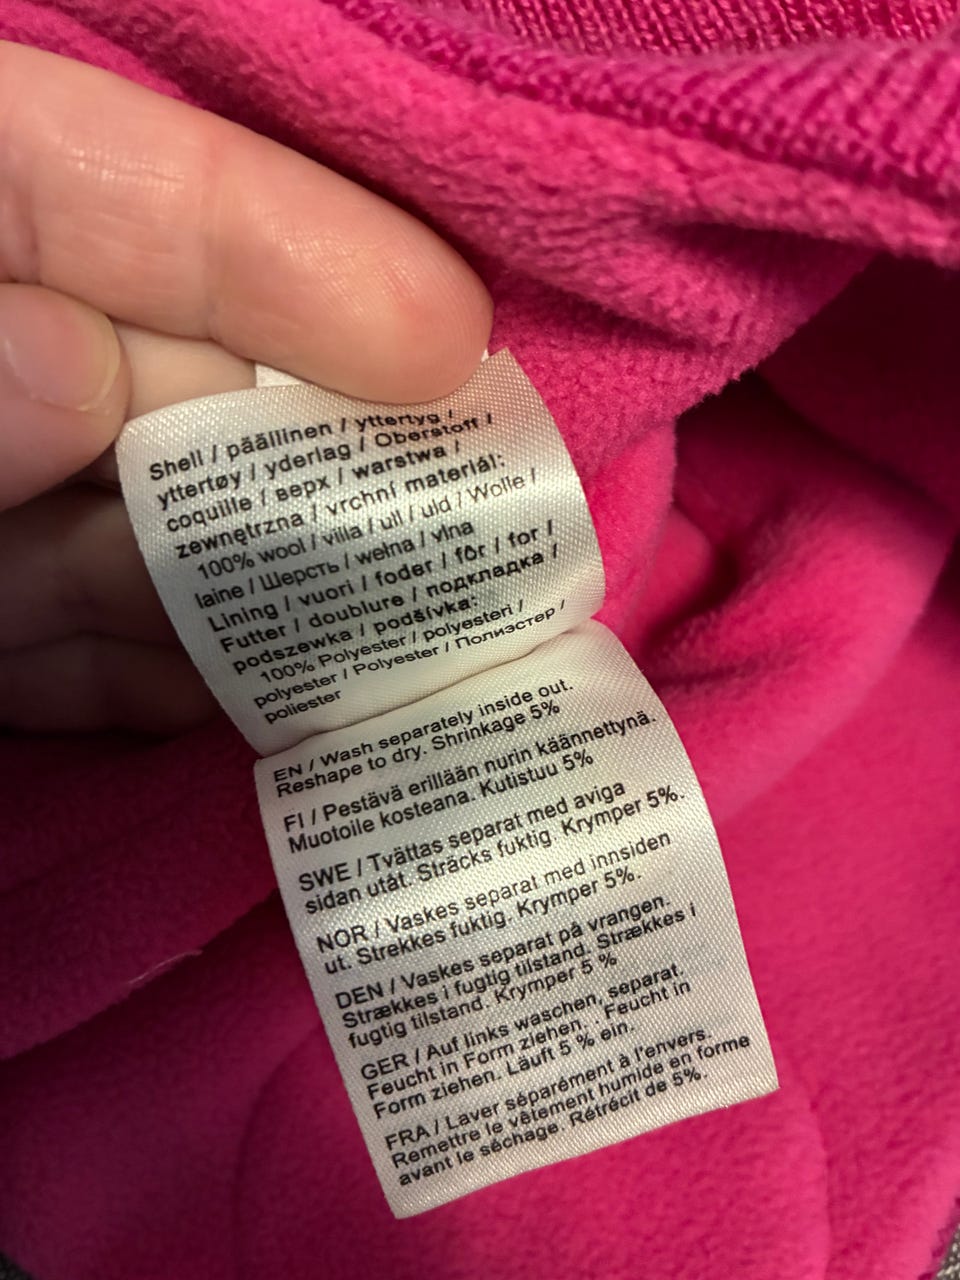 Shell / päällinen / yttertyg /
yttertøy / yderlag / Oberstoff /
coquille / верх / warstwa /
zewnętrzna / vrchní materiál:
100% wool / villa / ull / uld / Wolle /
laine / Шерсть / wełna / vlna
Lining / vuori / foder / fôr / for /
Futter / doublure / подкладка /
podszewka / podšívka:
100% Polyester / polyesteri /
polyester / Polyester / Полиэстер /
poliester
EN / Wash separately inside out.
Reshape to dry. Shrinkage 5%
FI / Pestävä erillään nurin käännettynä.
Muotoile kosteana. Kutistuu 5%
SWE / Tvättas separat med aviga
sidan utåt. Sträcks fuktig. Krymper 5%.
NOR / Vaskes separat med innsiden
ut. Strekkes fuktig. Krymper 5%.
DEN / Vaskes separat på vrangen.
Strækkes i fugtig tilstand. Strækkes i
fugtig tilstand. Krymper 5 %
GER / Auf links waschen, separat.
Feucht in Form ziehen. . Feucht in
Form ziehen. Läuft 5 % ein.
FRA / Laver séparément à l'envers.
Remettre le vêtement humide en forme
avant le séchage. Rétrécit de 5%.